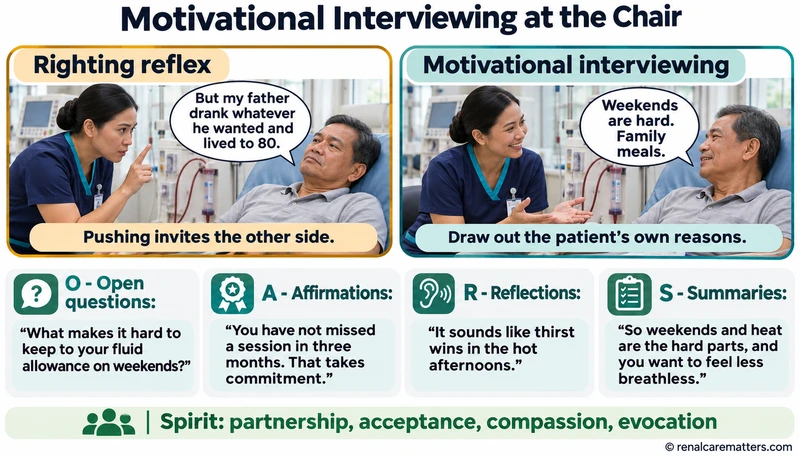 Motivational Interviewing at the Chair
Righting reflex
But my father
drank whatever
he wanted and
lived to 80.
Pushing invites the other side.
Motivational interviewing
Weekends
are hard.
Family
meals.
Draw out the patient’s own reasons.
O - Open
questions:
“What makes it hard to
keep to your fluid
allowance on weekends?”
A - Affirmations:
“You have not missed
a session in three
months. That takes
commitment.”
R - Reflections:
“It sounds like thirst
wins in the hot
afternoons.”
S - Summaries:
“So weekends and heat
are the hard parts, and
you want to feel less
breathless.”
Spirit: partnership, acceptance, compassion, evocation
© renalcarematters.com